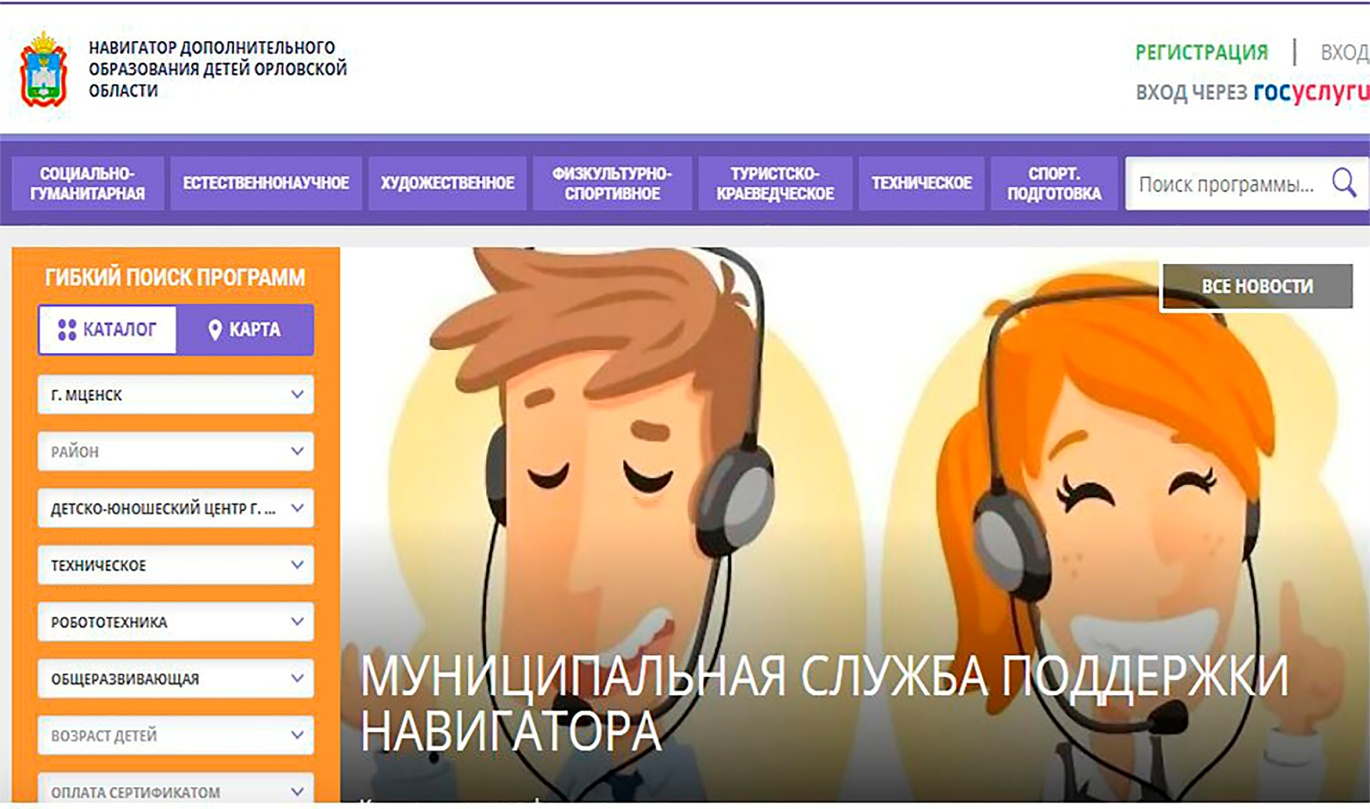 НАВИГАТОР ДОПОЛНИТЕЛЬНОГО
ОБРАЗОВАНИЯ ДЕТЕЙ ОРЛОВСКОЙ
ОБЛАСТИ
РЕГИСТРАЦИЯ | ВХОД
ВХОД ЧЕРЕЗ госуслуги
СОЦИАЛЬНО-
ГУМАНИТАРНАЯ
ЕСТЕСТВЕННОНАУЧНОЕ
ХУДОЖЕСТВЕННОЕ
ФИЗКУЛЬТУРНО-
СПОРТИВНОЕ
ТУРИСТСКО-
КРАЕВЕДЧЕСКОЕ
ТЕХНИЧЕСКОЕ
СПОРТ.
ПОДГОТОВКА
Поиск программы...
ГИБКИЙ ПОИСК ПРОГРАММ
КАТАЛОГ
КАРТА
Г. МЦЕНСК
РАЙОН
ДЕТСКО-ЮНОШЕСКИЙ ЦЕНТР Г. ...
ТЕХНИЧЕСКОЕ
РОБОТОТЕХНИКА
ОБЩЕРАЗВИВАЮЩАЯ
ВОЗРАСТ ДЕТЕЙ
ОПЛАТА СЕРТИФИКАТОМ
ВСЕ НОВОСТИ
МУНИЦИПАЛЬНАЯ СЛУЖБА ПОДДЕРЖКИ
НАВИГАТОРА